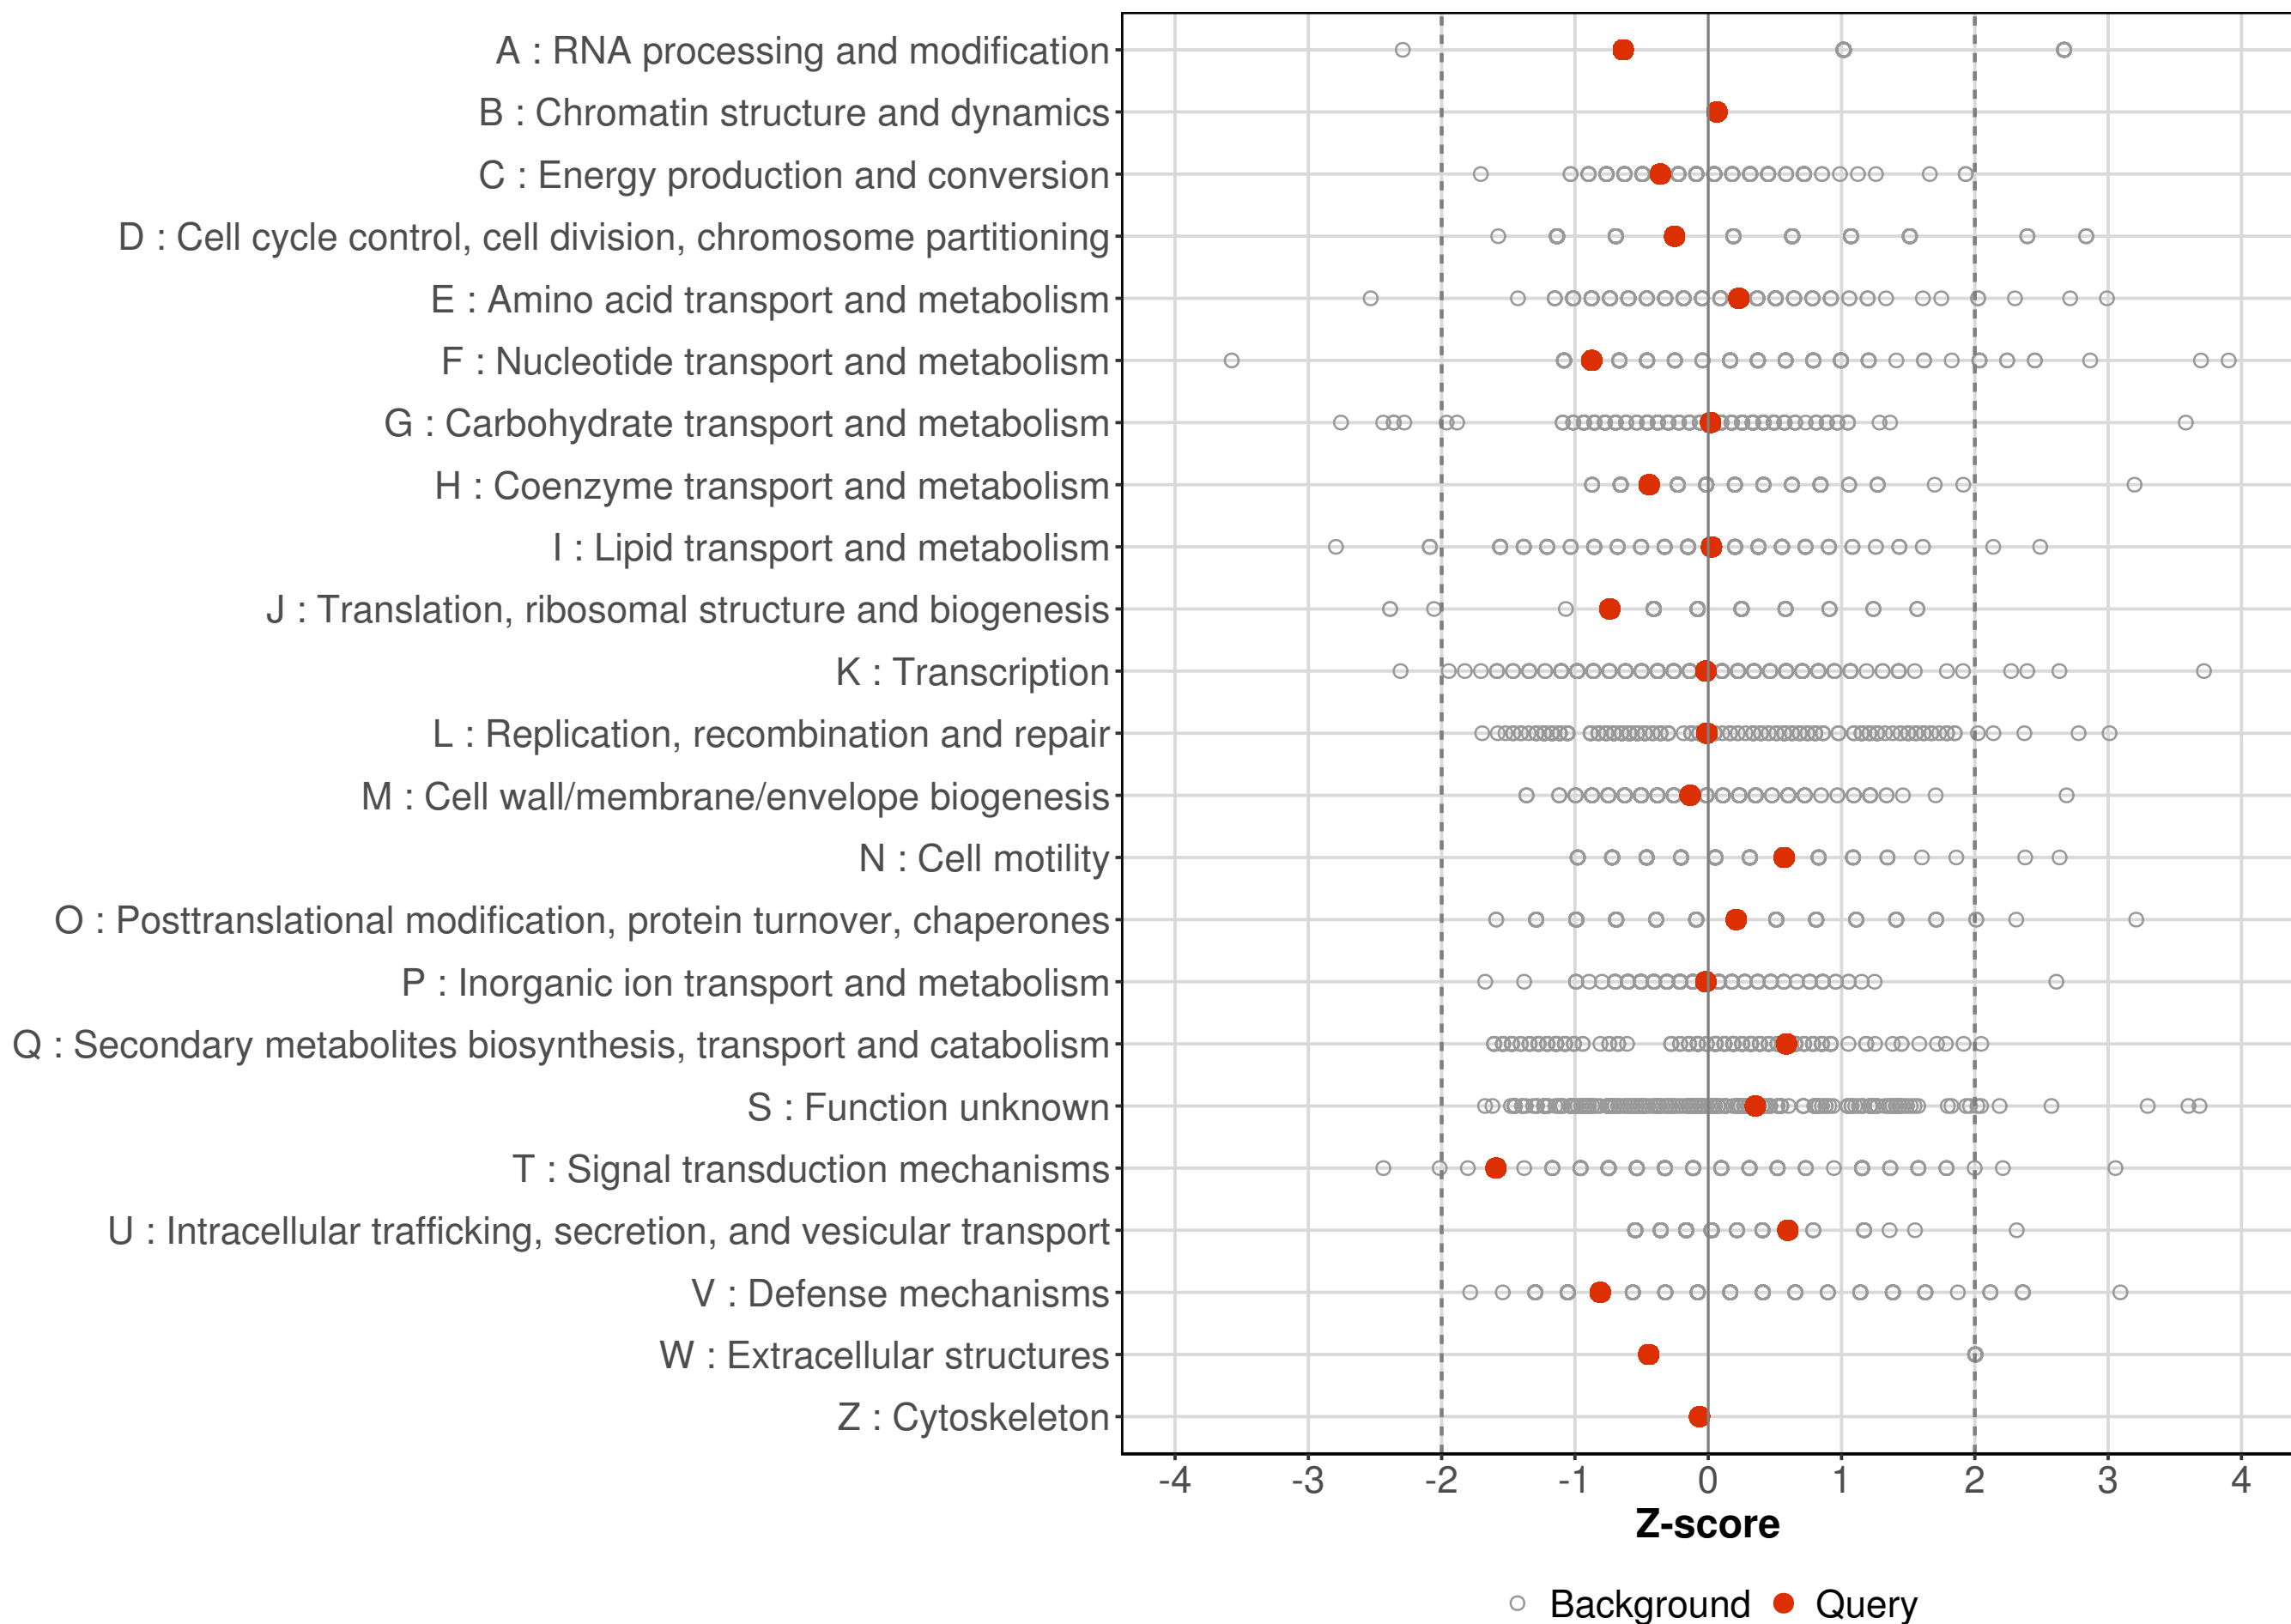 A : RNA processing and modification
B : Chromatin structure and dynamics
C : Energy production and conversion
D : Cell cycle control, cell division, chromosome partitioning
E : Amino acid transport and metabolism
F : Nucleotide transport and metabolism
G : Carbohydrate transport and metabolism
H : Coenzyme transport and metabolism
I : Lipid transport and metabolism
J : Translation, ribosomal structure and biogenesis
K : Transcription
L : Replication, recombination and repair
M : Cell wall/membrane/envelope biogenesis
N : Cell motility
O : Posttranslational modification, protein turnover, chaperones
P : Inorganic ion transport and metabolism
Q : Secondary metabolites biosynthesis, transport and catabolism
S : Function unknown
T : Signal transduction mechanisms
U : Intracellular trafficking, secretion, and vesicular transport
V : Defense mechanisms
W : Extracellular structures
Z : Cytoskeleton
-4 -3 -2 -1 0 1 2 3 4
Z-score
Background Query